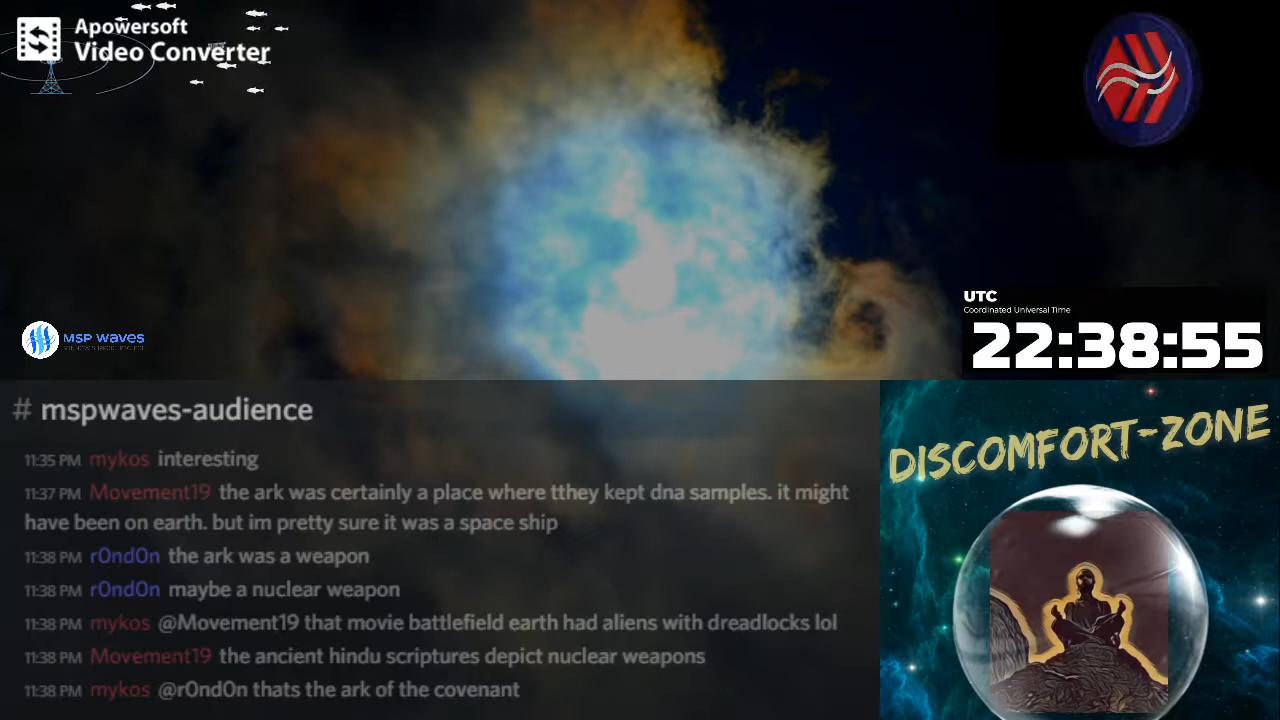 Apowersoft
Video Converter
MSP WAVES
UTC
Coordinated Universal Time
22:38:55
# mspwaves-audience
11:35 PM mykos interesting
11:37 PM Movement19 the ark was certainly a place where tthey kept dna samples. it might
have been on earth. but im pretty sure it was a space ship
11:38 PM r0nd0n the ark was a weapon
11:38 PM r0nd0n maybe a nuclear weapon
11:38 PM mykos @Movement19 that movie battlefield earth had aliens with dreadlocks lol
11:38 PM Movement19 the ancient hindu scriptures depict nuclear weapons
11:38 PM mykos @r0nd0n thats the ark of the covenant
DISCOMFORT-ZONE